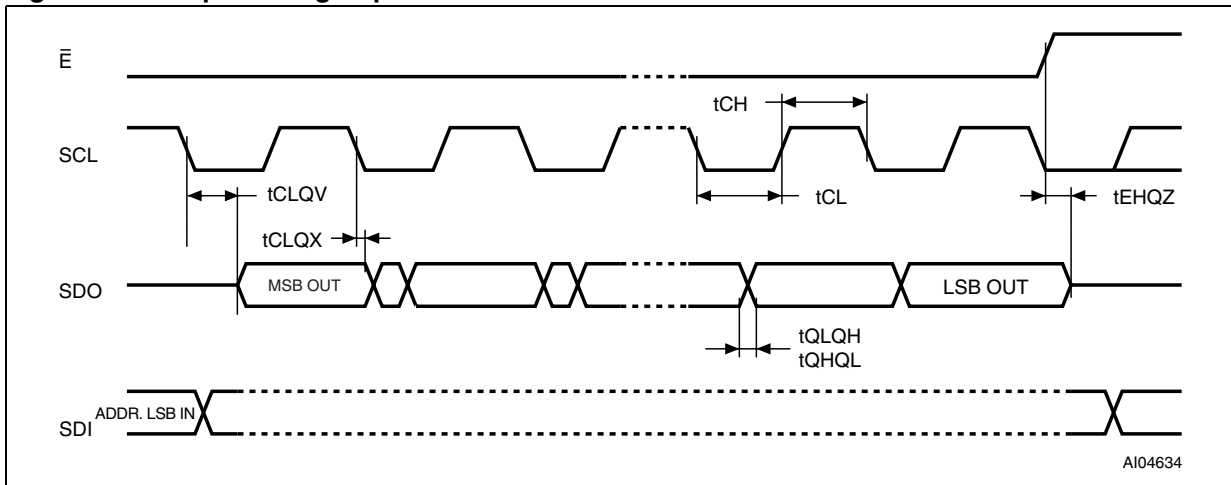 Ē
tCH
SCL
tCLQV
tCL
tEHQZ
tCLQX
SDO
MSB OUT
LSB OUT
tQLQH
tQHQL
ADDR. LSB IN
SDI
AI04634